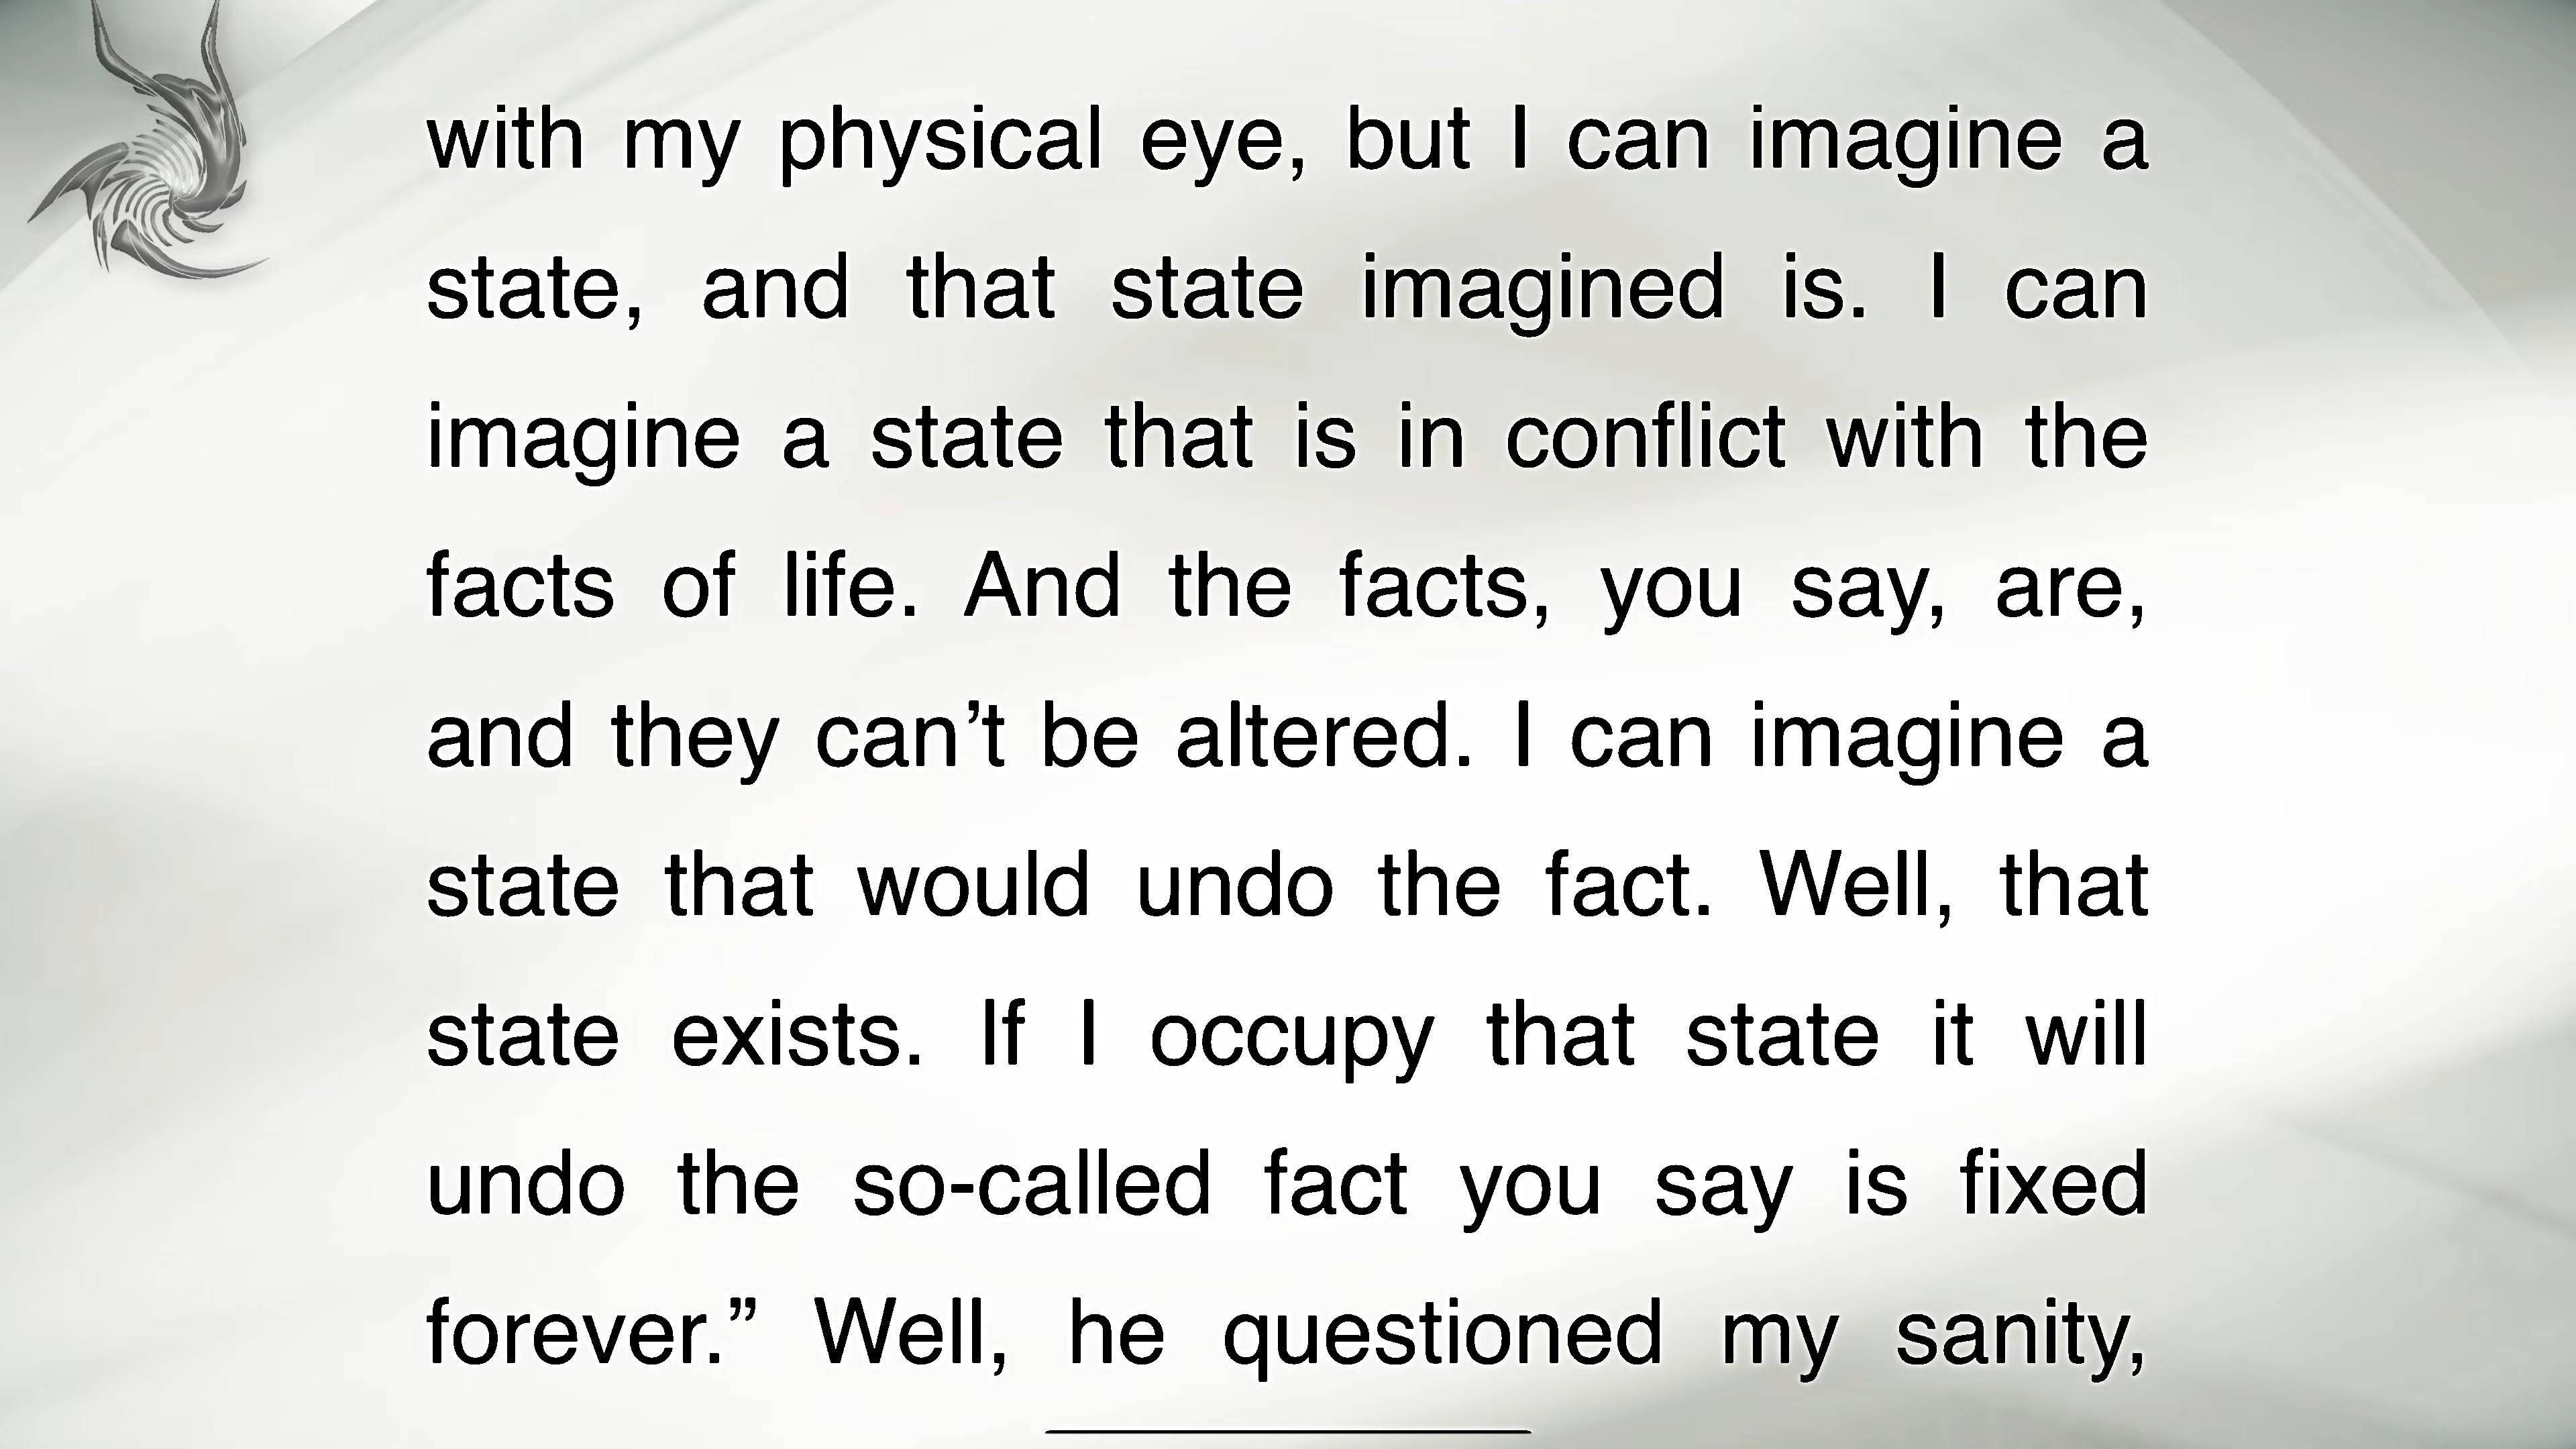 with my physical eye, but I can imagine a
state, and that state imagined is. I can
imagine a state that is in conflict with the
facts of life. And the facts, you say, are,
and they can’t be altered. I can imagine a
state that would undo the fact. Well, that
state exists. If I occupy that state it will
undo the so-called fact you say is fixed
forever.” Well, he questioned my sanity,